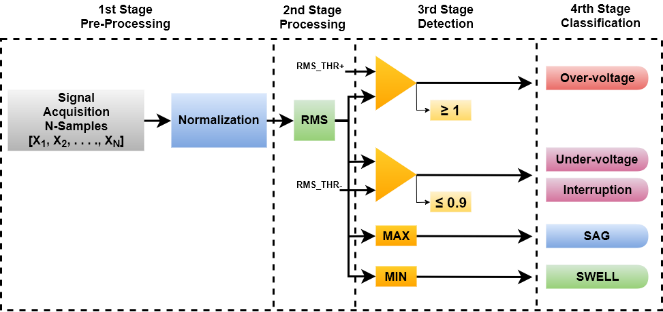 1st Stage
Pre-Processing
2nd Stage
Processing
3rd Stage
Detection
4rth Stage
Classification
Signal
Acquisition
N-Samples
[X1, X2, . . . ., XN]
Normalization
RMS
RMS_THR+
≥ 1
RMS_THR-
≤ 0.9
MAX
MIN
Over-voltage
Under-voltage
Interruption
SAG
SWELL